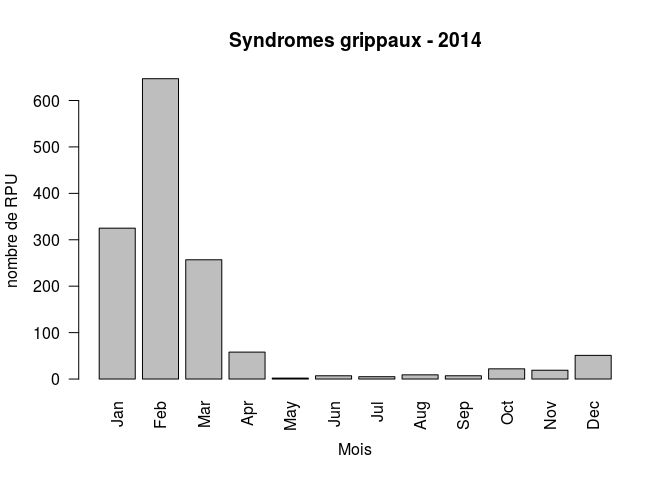 Syndromes grippaux - 2014
nombre de RPU
600
500
400
300
200
100
0
Jan
Feb
Mar
Apr
May
Jun
Jul
Aug
Sep
Oct
Nov
Dec
Mois